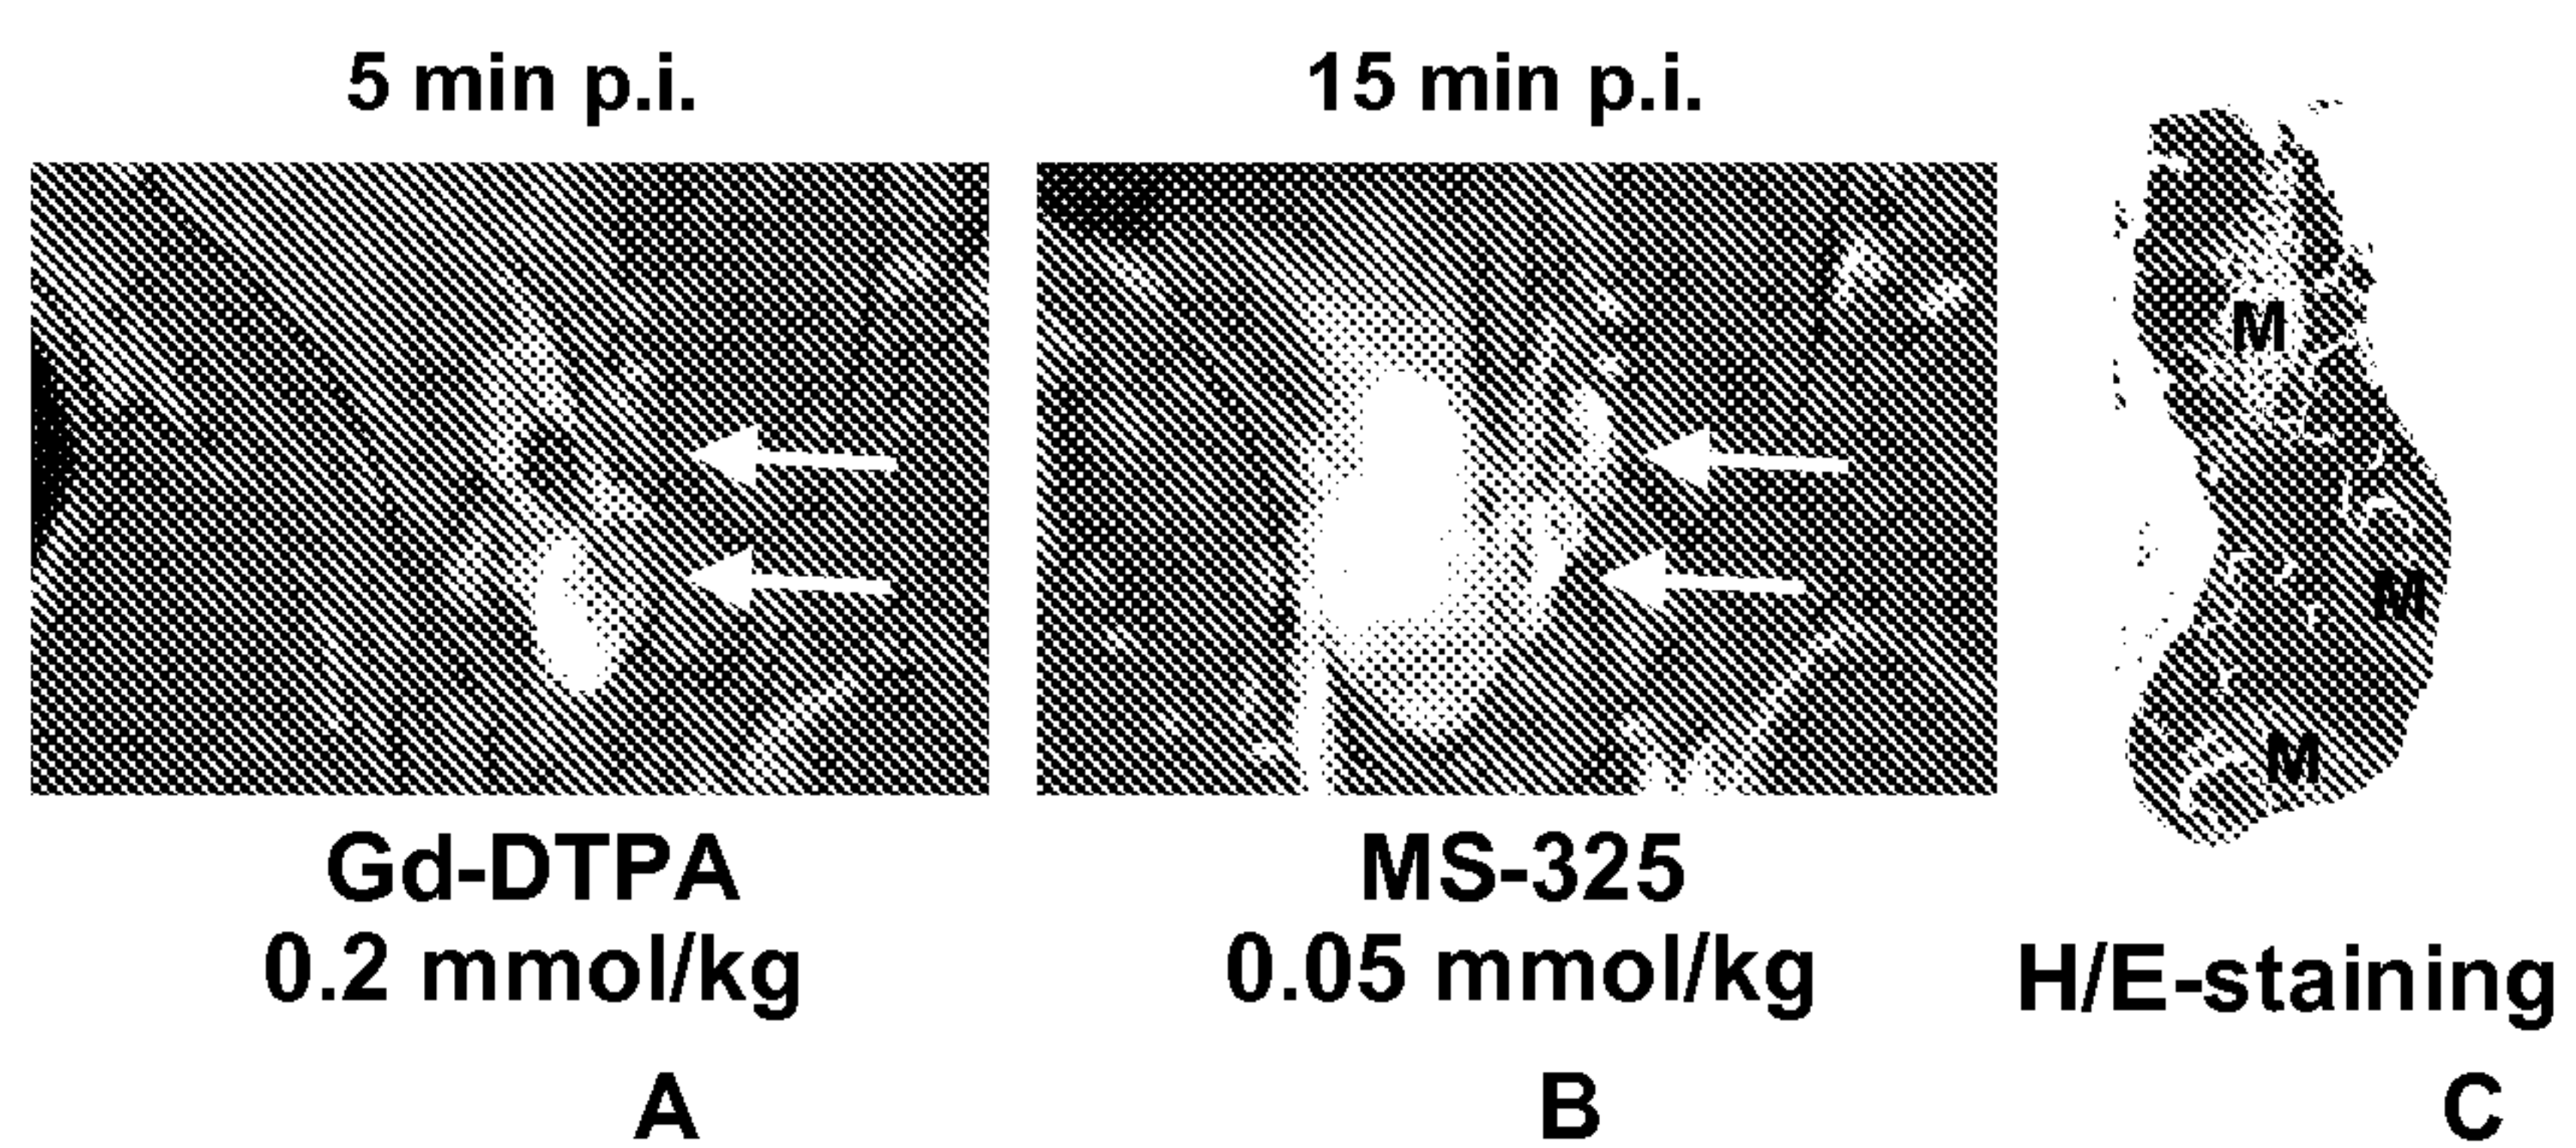 5 min p.i.
15 min p.i.
M
M
M
Gd-DTPA
0.2 mmol/kg
MS-325
0.05 mmol/kg
H/E-staining
A
B
C